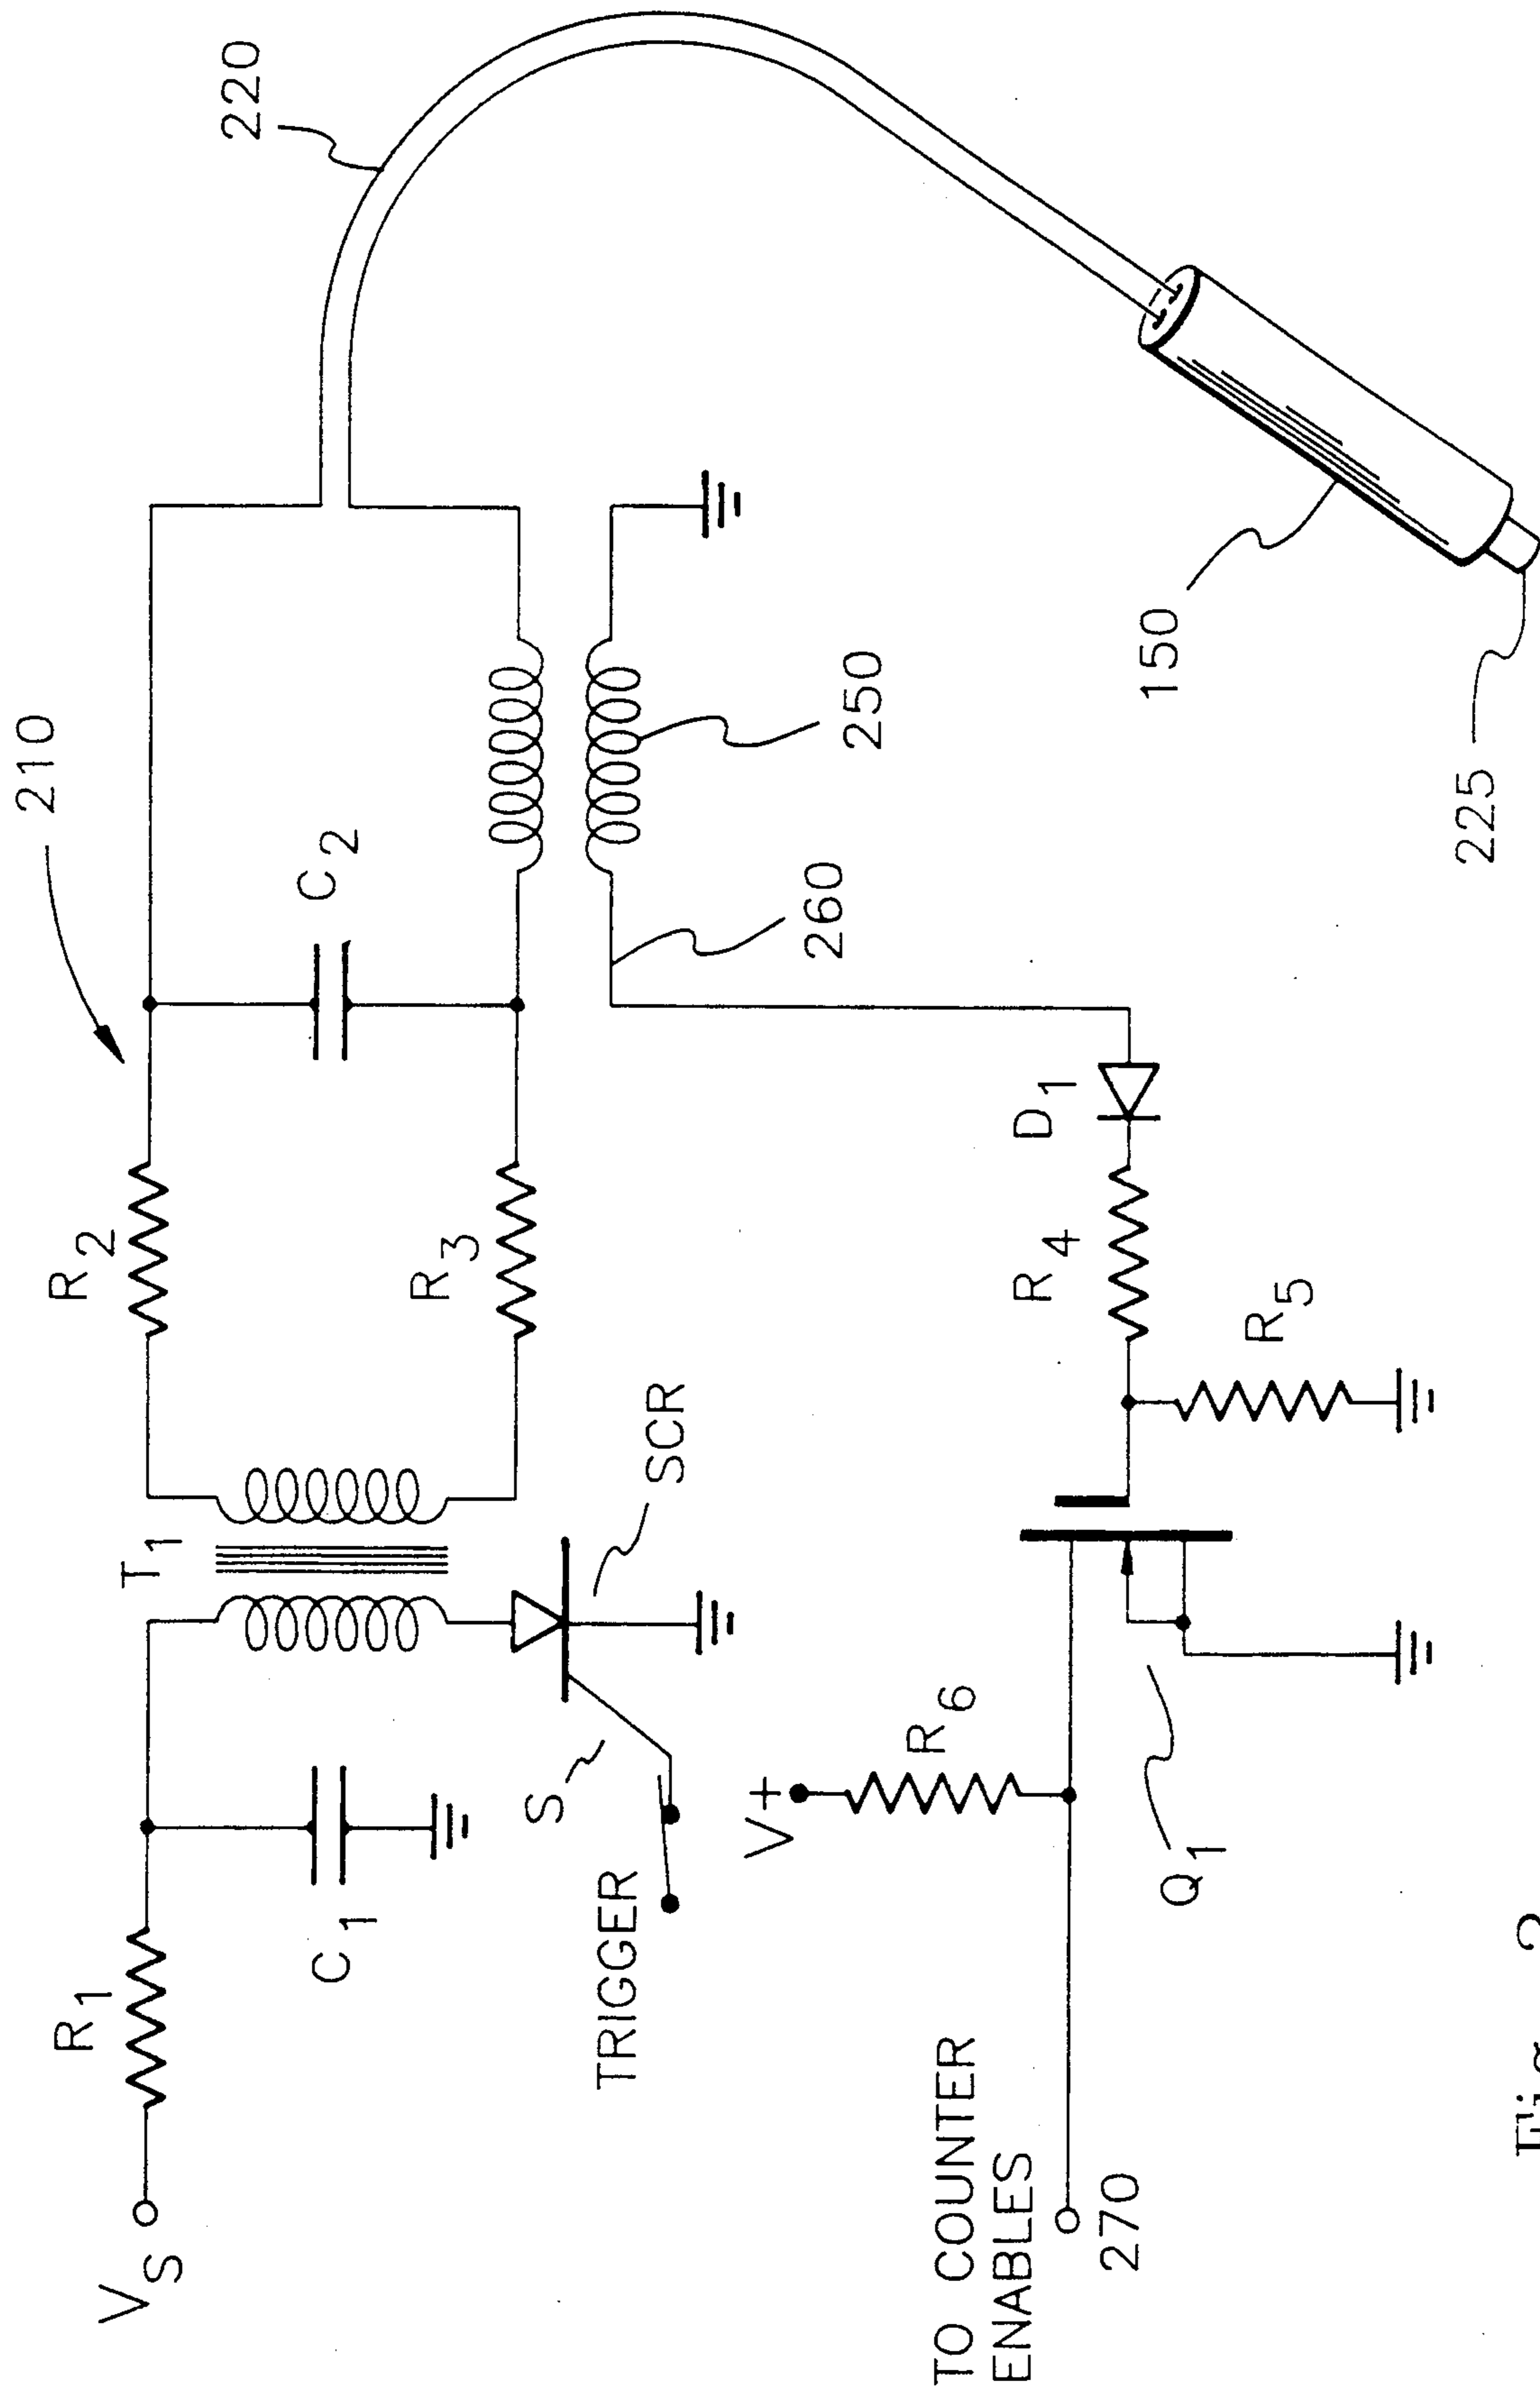 210
R1
R2
VS
T1
220
C1
C2
R3
S
SCR
TRIGGER
V+
R6
260
250
TO COUNTER
ENABLES
D1
R4
270
Q1
150
R5
225
Fig.